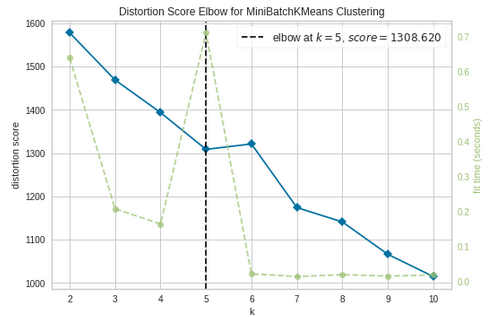 Distortion Score Elbow for MiniBatchKMeans Clustering
elbow at k = 5, score = 1308.620
distortion score
1600
1500
1400
1300
1200
1100
1000
fit time (seconds)
0.7
0.6
0.5
0.4
0.3
0.2
0.1
0.0
2 3 4 5 6 7 8 9 10
k